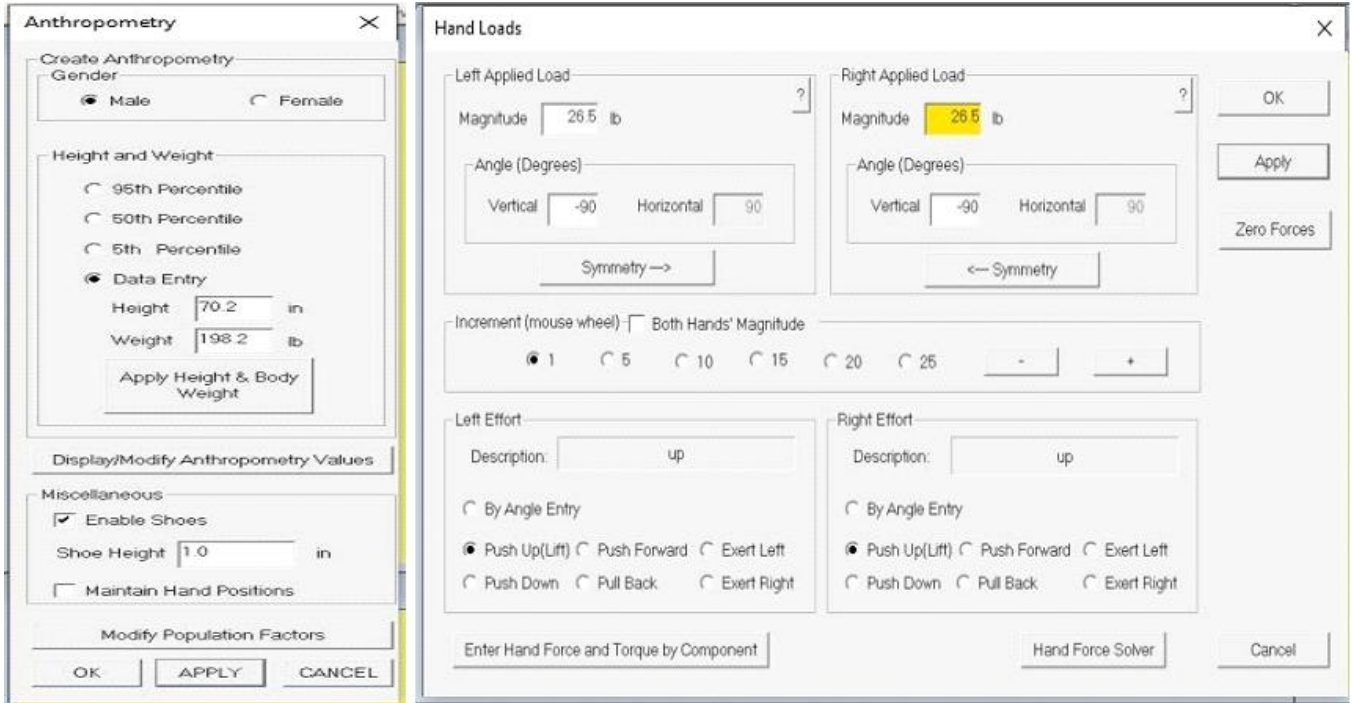 Anthropometry
Create Anthropometry
Gender
Male Female
Height and Weight
95th Percentile
50th Percentile
5th Percentile
Data Entry
Height 70.2 in
Weight 198.2 lb
Apply Height & Body
Weight
Display/Modify Anthropometry Values
Miscellaneous
Enable Shoes
Shoe Height 1.0 in
Maintain Hand Positions
Modify Population Factors
OK APPLY CANCEL
Hand Loads
Left Applied Load
?
Magnitude 26.5 lb
Angle (Degrees)
Vertical -90 Horizontal 90
Symmetry -->
Right Applied Load
?
Magnitude 26.5 lb
Angle (Degrees)
Vertical -90 Horizontal 90
<-- Symmetry
OK
Apply
Zero Forces
Increment (mouse wheel) Both Hands' Magnitude
1 5 10 15 20 25 - +
Left Effort
Description: up
By Angle Entry
Push Up(Lift) Push Forward Exert Left
Push Down Pull Back Exert Right
Right Effort
Description: up
By Angle Entry
Push Up(Lift) Push Forward Exert Left
Push Down Pull Back Exert Right
Enter Hand Force and Torque by Component
Hand Force Solver
Cancel